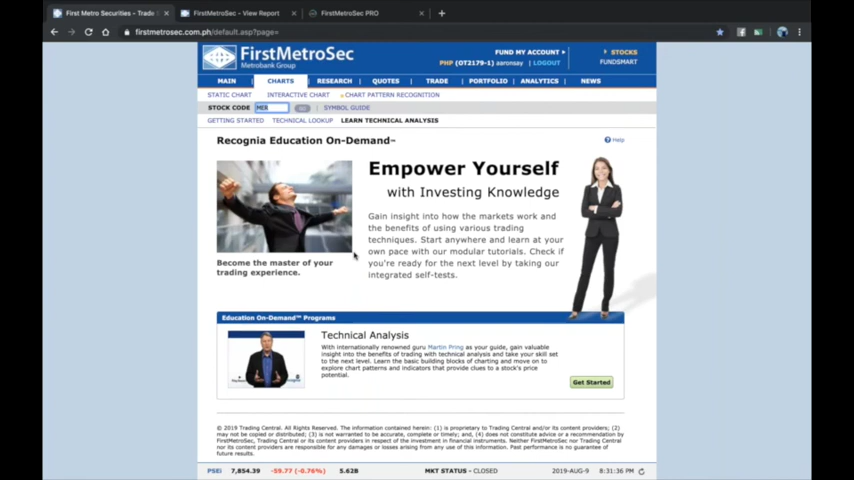 First Metro Securities - Trade
FirstMetroSec - View Report
FirstMetroSec PRO
firstmetrosec.com.ph/default.asp?page=
FirstMetroSec
Metrobank Group
FUND MY ACCOUNT
PHP (OT2179-1) aaronsay LOGOUT
STOCKS
FUNDSMART
MAIN CHARTS RESEARCH QUOTES TRADE PORTFOLIO ANALYTICS NEWS
STATIC CHART INTERACTIVE CHART CHART PATTERN RECOGNITION
STOCK CODE MER GO SYMBOL GUIDE
GETTING STARTED TECHNICAL LOOKUP LEARN TECHNICAL ANALYSIS
Recognia Education On-Demand~
Help
Empower Yourself
with Investing Knowledge
Gain insight into how the markets work and
the benefits of using various trading
techniques. Start anywhere and learn at your
own pace with our modular tutorials. Check if
you're ready for the next level by taking our
integrated self-tests.
Become the master of your
trading experience.
Education On-Demand™ Programs
Technical Analysis
With internationally renowned guru Martin Pring as your guide, gain valuable
insight into the benefits of trading with technical analysis and take your skill set
to the next level. Learn the basic building blocks of charting and move on to
explore chart patterns and indicators that provide clues to a stock's price
potential.
Get Started
© 2019 Trading Central. All Rights Reserved. The information contained herein: (1) is proprietary to Trading Central and/or its content providers; (2)
may not be copied or distributed; (3) is not warranted to be accurate, complete or timely; and, (4) does not constitute advice or a recommendation by
FirstMetroSec, Trading Central or its content providers in respect of the investment in financial instruments. Neither FirstMetroSec nor Trading Central
nor its content providers are responsible for any damages or losses arising from any use of this information. Past performance is no guarantee of
future results.
PSEi 7,854.39 -59.77 (-0.76%) 5.62B MKT STATUS - CLOSED 2019-AUG-9 8:31:36 PM